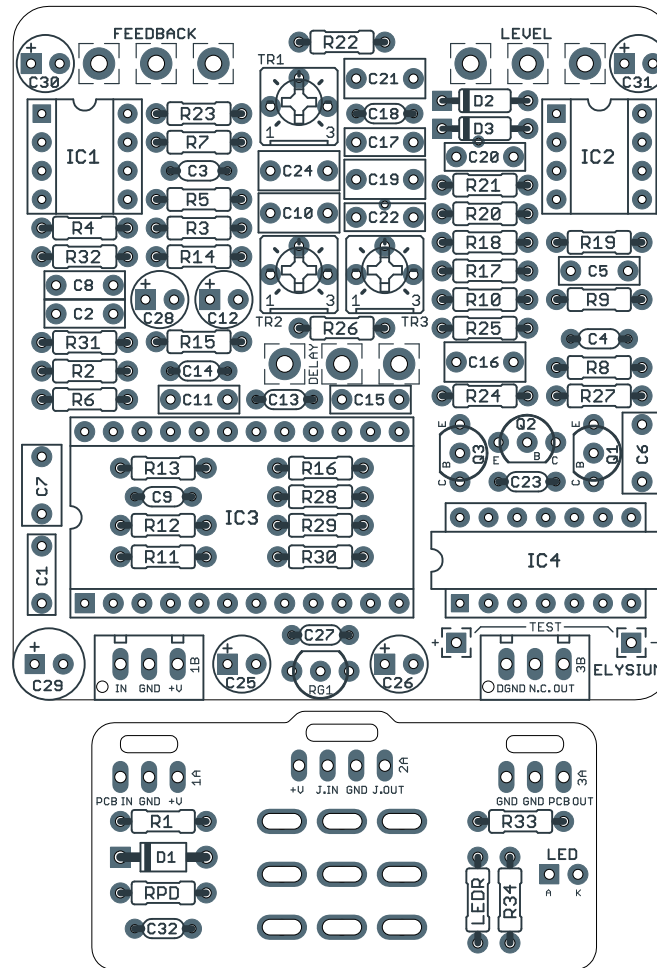 FEEDBACK LEVEL
R22
+ C30 TR1 C21 + C31
D2
R23 C18
1 3 D3
R7 C17
IC1 C20 IC2
C3 C24 C19 R21
R5
C10 C22 R20
R4 R3 R18 R19
R32 R14 R17 C5
C8 + C28 + C12 1 3 1 3 R10 R9
C2 TR2 R26 TR3 R25
R31 R15 C4
R2 C14 DELAY C16 R8
R6 C11 C13 C15 R24 R27
E B C Q3 Q2 E B C E B C Q1 C6
C7 R13 R16
C23
C9 R28
IC3
R12 R29
C1 R11 R30 IC4
C27 + TEST -
+ C29 1B + C25 RG1 + C26 3B ELYSIUM
IN GND +V DGND N.C. OUT
1A 2A 3A
PCB IN GND +V +V J.IN GND J.OUT GND GND PCB OUT
R1 R33
D1 LED
RPD LEDR R34 A K
C32